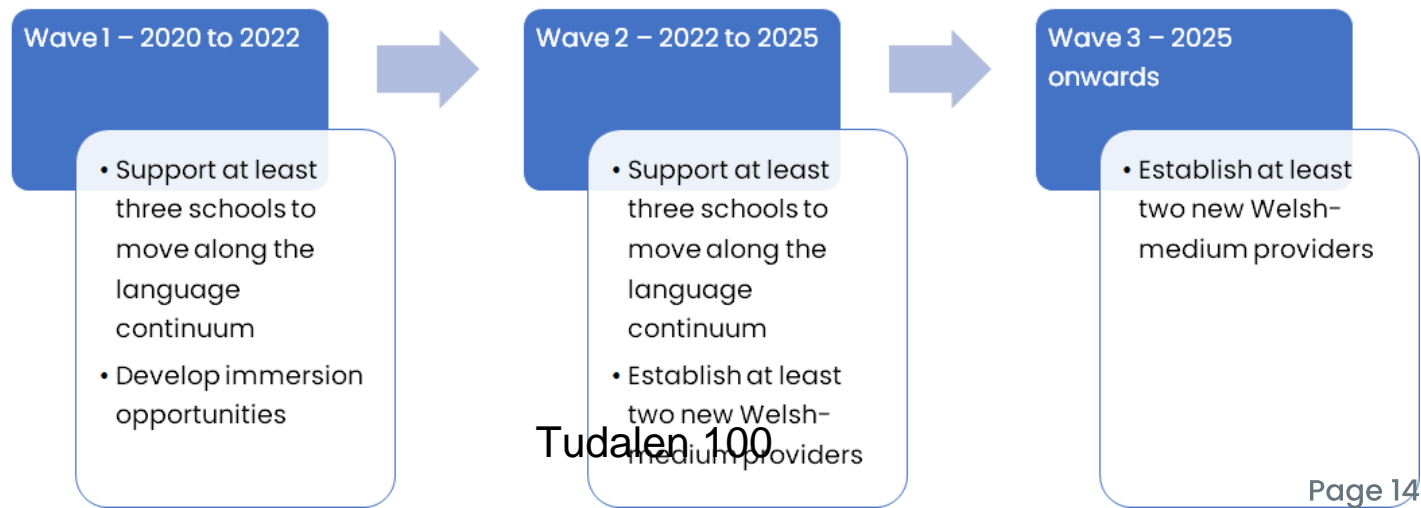 Wave 1 – 2020 to 2022
• Support at least
three schools to
move along the
language
continuum
• Develop immersion
opportunities
Wave 2 – 2022 to 2025
• Support at least
three schools to
move along the
language
continuum
• Establish at least
two new Welsh-
medium providers
Wave 3 – 2025
onwards
• Establish at least
two new Welsh-
medium providers
Tudalen 100
Page 14